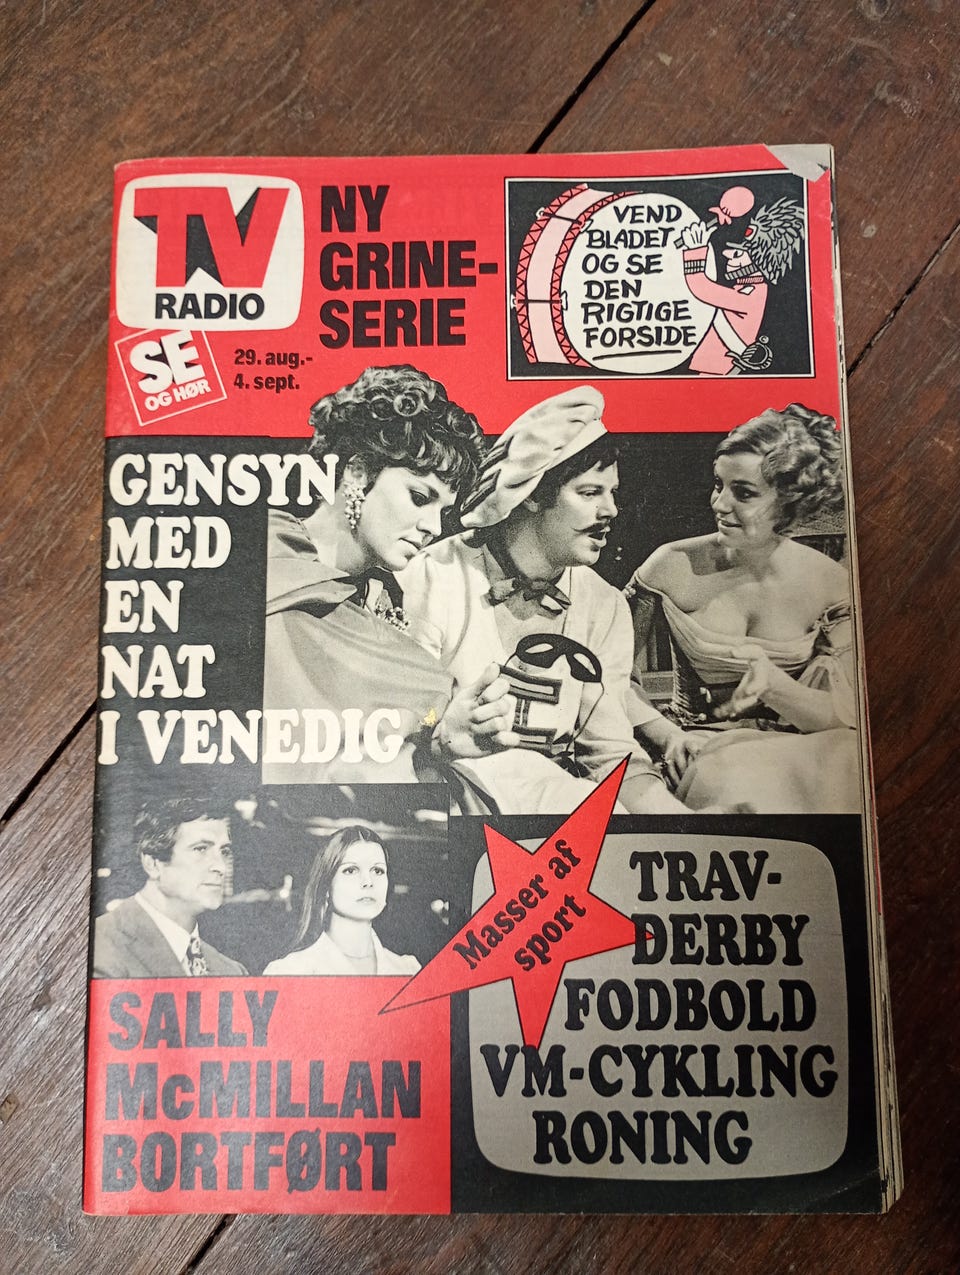 TV
RADIO
SE
OG HØR
29. aug.-
4. sept.
NY
GRINE-
SERIE
VEND
BLADET
OG SE
DEN
RIGTIGE
FORSIDE
GENSYN
MED
EN
NAT
I VENEDIG
Masser af
sport
TRAV-
DERBY
FODBOLD
VM-CYKLING
RONING
SALLY
McMILLAN
BORTFØRT